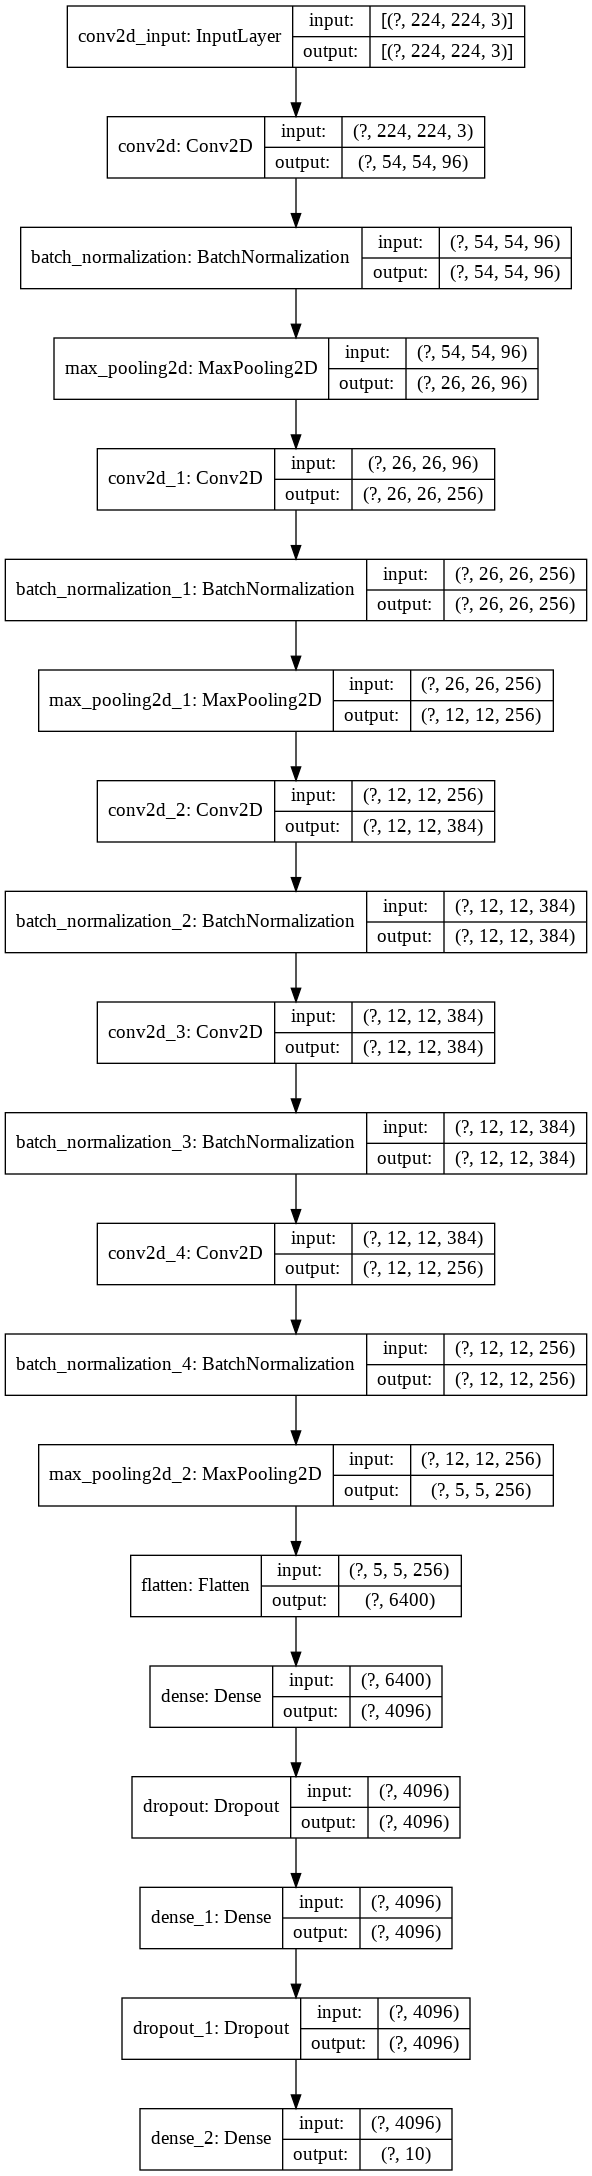 conv2d_input: InputLayer
input: [(?, 224, 224, 3)]
output: [(?, 224, 224, 3)]
conv2d: Conv2D
input: (?, 224, 224, 3)
output: (?, 54, 54, 96)
batch_normalization: BatchNormalization
input: (?, 54, 54, 96)
output: (?, 54, 54, 96)
max_pooling2d: MaxPooling2D
input: (?, 54, 54, 96)
output: (?, 26, 26, 96)
conv2d_1: Conv2D
input: (?, 26, 26, 96)
output: (?, 26, 26, 256)
batch_normalization_1: BatchNormalization
input: (?, 26, 26, 256)
output: (?, 26, 26, 256)
max_pooling2d_1: MaxPooling2D
input: (?, 26, 26, 256)
output: (?, 12, 12, 256)
conv2d_2: Conv2D
input: (?, 12, 12, 256)
output: (?, 12, 12, 384)
batch_normalization_2: BatchNormalization
input: (?, 12, 12, 384)
output: (?, 12, 12, 384)
conv2d_3: Conv2D
input: (?, 12, 12, 384)
output: (?, 12, 12, 384)
batch_normalization_3: BatchNormalization
input: (?, 12, 12, 384)
output: (?, 12, 12, 384)
conv2d_4: Conv2D
input: (?, 12, 12, 384)
output: (?, 12, 12, 256)
batch_normalization_4: BatchNormalization
input: (?, 12, 12, 256)
output: (?, 12, 12, 256)
max_pooling2d_2: MaxPooling2D
input: (?, 12, 12, 256)
output: (?, 5, 5, 256)
flatten: Flatten
input: (?, 5, 5, 256)
output: (?, 6400)
dense: Dense
input: (?, 6400)
output: (?, 4096)
dropout: Dropout
input: (?, 4096)
output: (?, 4096)
dense_1: Dense
input: (?, 4096)
output: (?, 4096)
dropout_1: Dropout
input: (?, 4096)
output: (?, 4096)
dense_2: Dense
input: (?, 4096)
output: (?, 10)